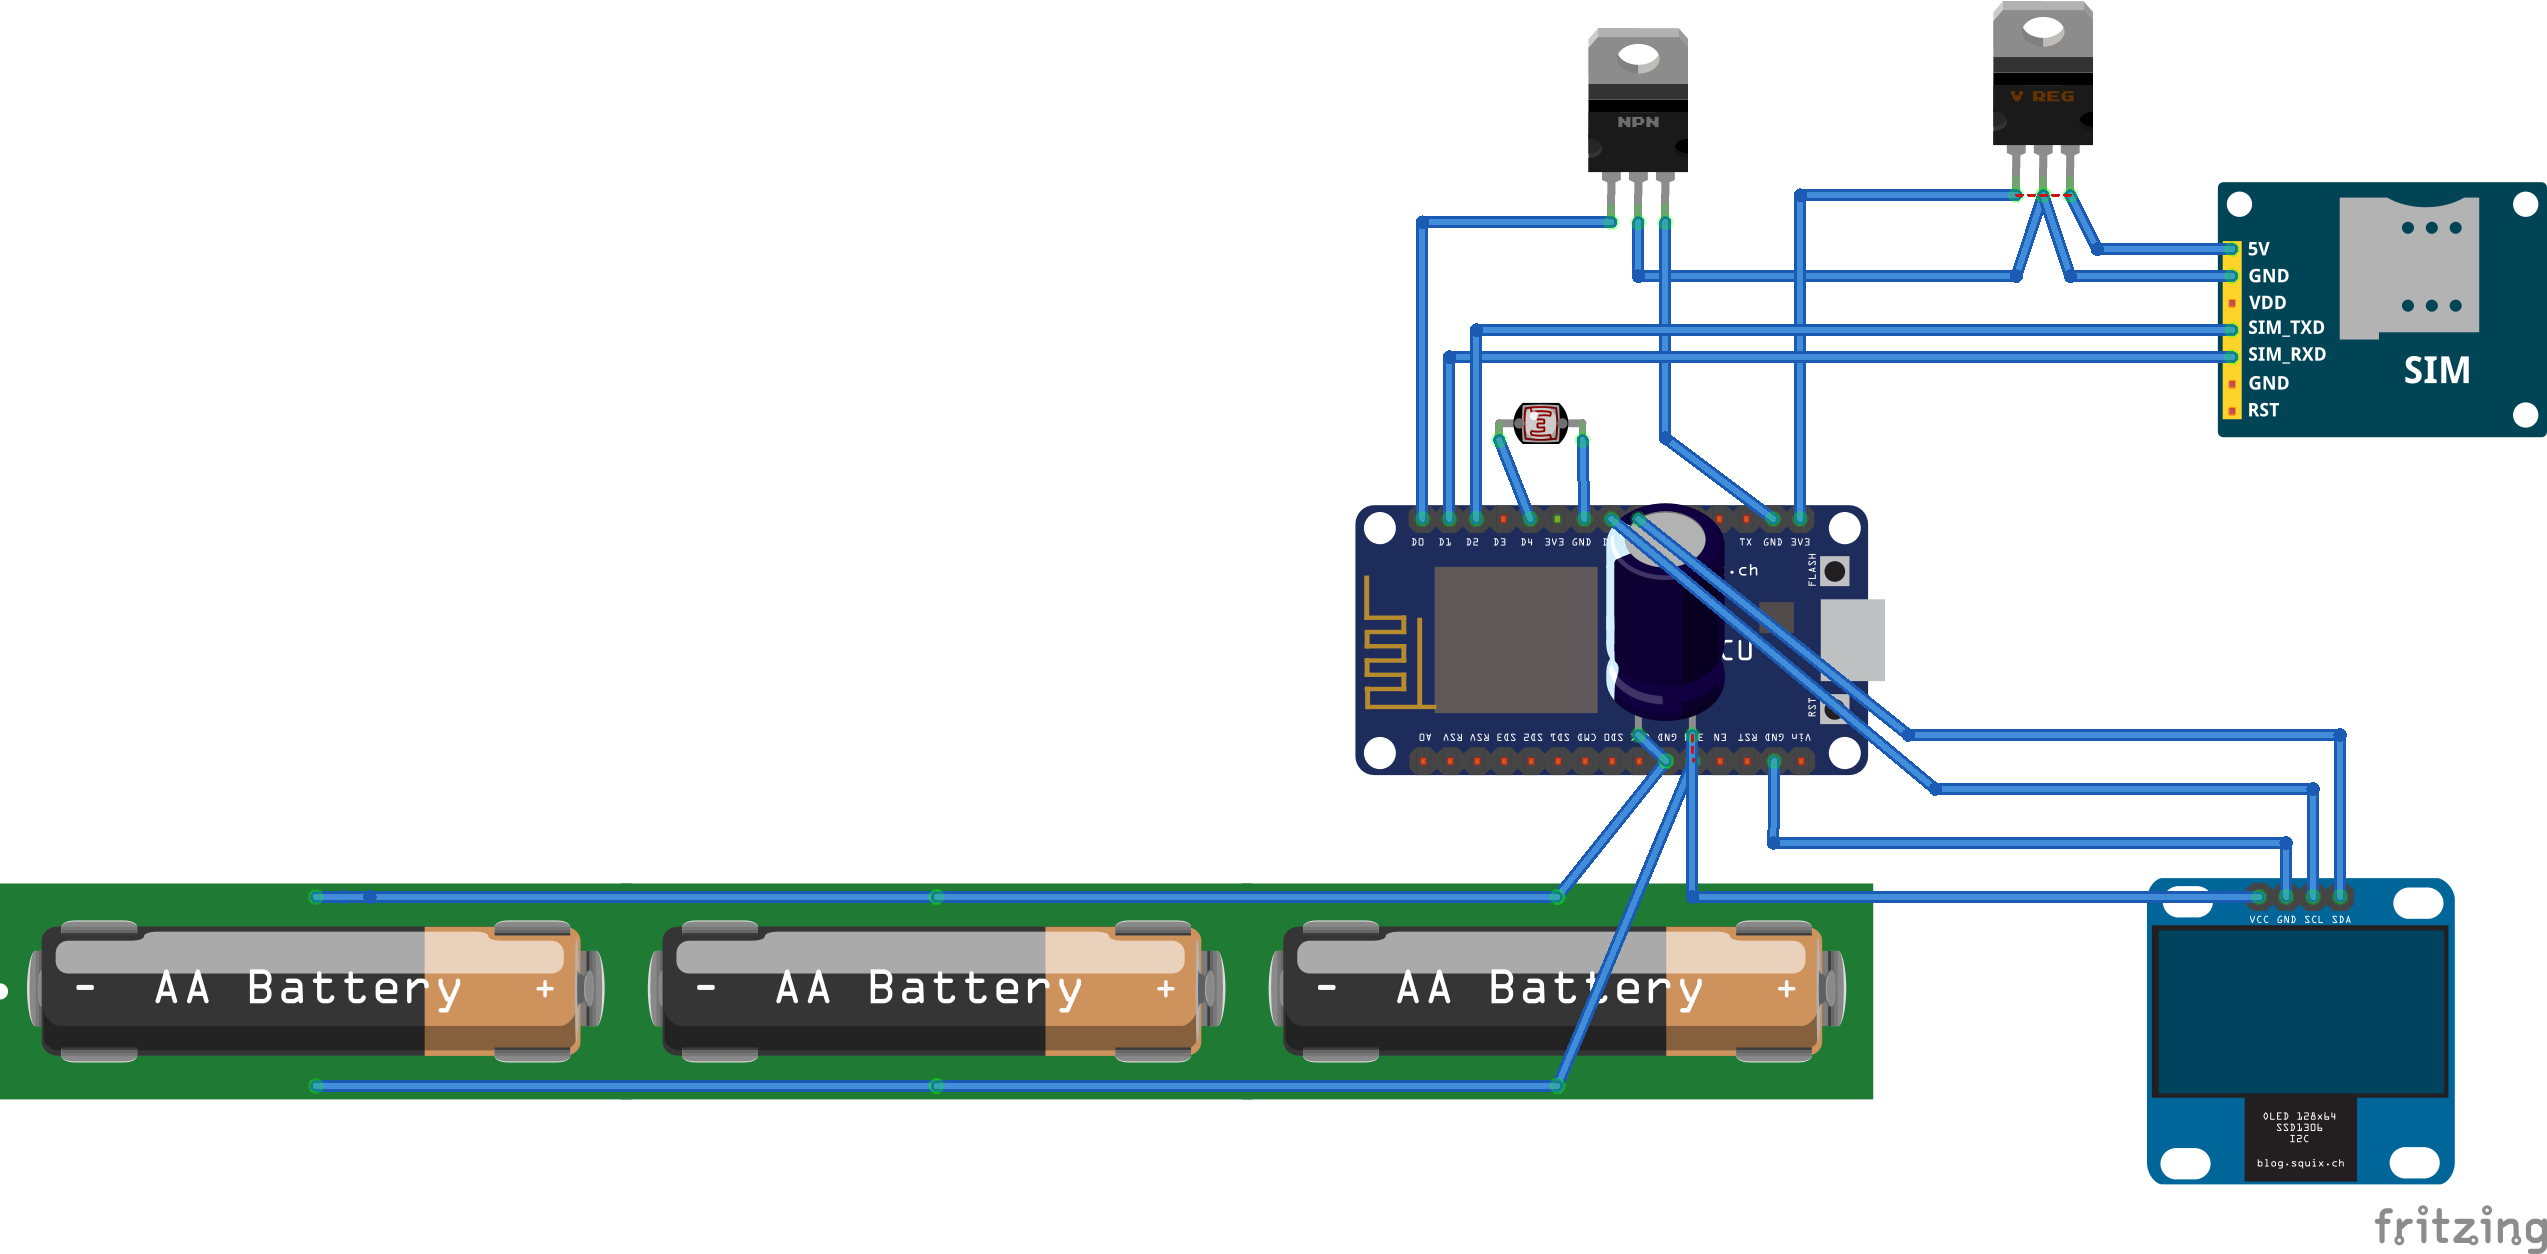 V REG
NPN
5V
GND
VDD
SIM_TXD
SIM_RXD
GND
RST
SIM
D0 D1 D2 D3 D4 3V3 GND
TX GND 3V3
FLASH
.ch
CU
RST
A0 RSV RSV SD3 SD2 SD1 CMD SD0 GND EN RST GND Vin
VCC GND SCL SDA
- AA Battery +
- AA Battery +
- AA Battery +
OLED 128x64
SSD1306
I2C
blog.squix.ch
fritzing